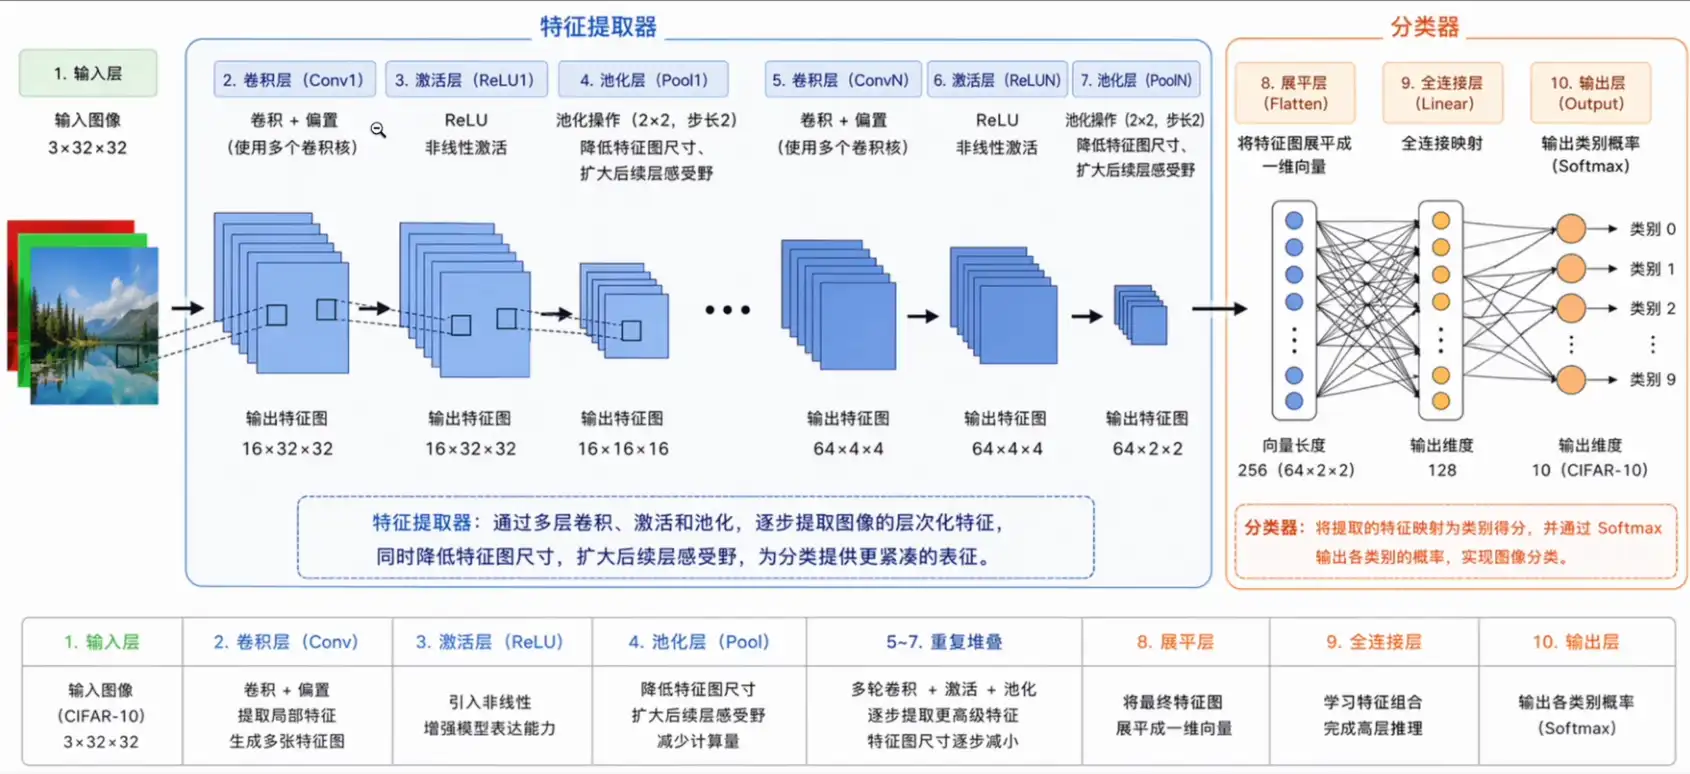 特征提取器
分类器
1. 输入层
输入图像
3×32×32
2. 卷积层（Conv1）
卷积 + 偏置
（使用多个卷积核）
3. 激活层（ReLU1）
ReLU
非线性激活
4. 池化层（Pool1）
池化操作（2×2，步长2）
降低特征图尺寸、
扩大后续层感受野
5. 卷积层（ConvN）
卷积 + 偏置
（使用多个卷积核）
6. 激活层（ReLUN）
ReLU
非线性激活
7. 池化层（PoolN）
池化操作（2×2，步长2）
降低特征图尺寸、
扩大后续层感受野
8. 展平层
(Flatten)
将特征图展平成
一维向量
9. 全连接层
(Linear)
全连接映射
10. 输出层
(Output)
输出类别概率
(Softmax)
类别 0
类别 1
类别 2
类别 9
输出特征图
16×32×32
输出特征图
16×32×32
输出特征图
16×16×16
输出特征图
64×4×4
输出特征图
64×4×4
输出特征图
64×2×2
向量长度
256（64×2×2）
输出维度
128
输出维度
10（CIFAR-10）
特征提取器：通过多层卷积、激活和池化，逐步提取图像的层次化特征，
同时降低特征图尺寸，扩大后续层感受野，为分类提供更紧凑的表征。
分类器：将提取的特征映射为类别得分，并通过 Softmax
输出各类别的概率，实现图像分类。
1. 输入层
输入图像
（CIFAR-10）
3×32×32
2. 卷积层（Conv）
卷积 + 偏置
提取局部特征
生成多张特征图
3. 激活层（ReLU）
引入非线性
增强模型表达能力
4. 池化层（Pool）
降低特征图尺寸
扩大后续层感受野
减少计算量
5~7. 重复堆叠
多轮卷积 + 激活 + 池化
逐步提取更高级特征
特征图尺寸逐步减小
8. 展平层
将最终特征图
展平成一维向量
9. 全连接层
学习特征组合
完成高层推理
10. 输出层
输出各类别概率
（Softmax）